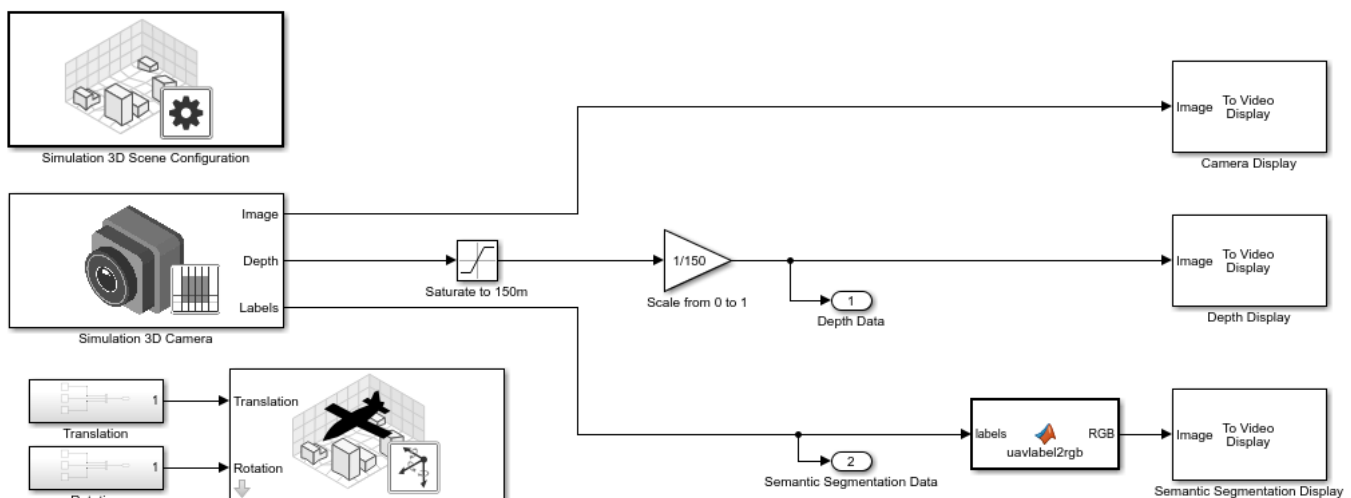 Simulation 3D Scene Configuration
Image
To Video
Display
Camera Display
Image
Depth
Labels
Simulation 3D Camera
Saturate to 150m
1/150
Scale from 0 to 1
1
Depth Data
Image
To Video
Display
Depth Display
1
Translation
1
Translation
Rotation
2
Semantic Segmentation Data
labels
RGB
uavlabel2rgb
Image
To Video
Display
Semantic Segmentation Display